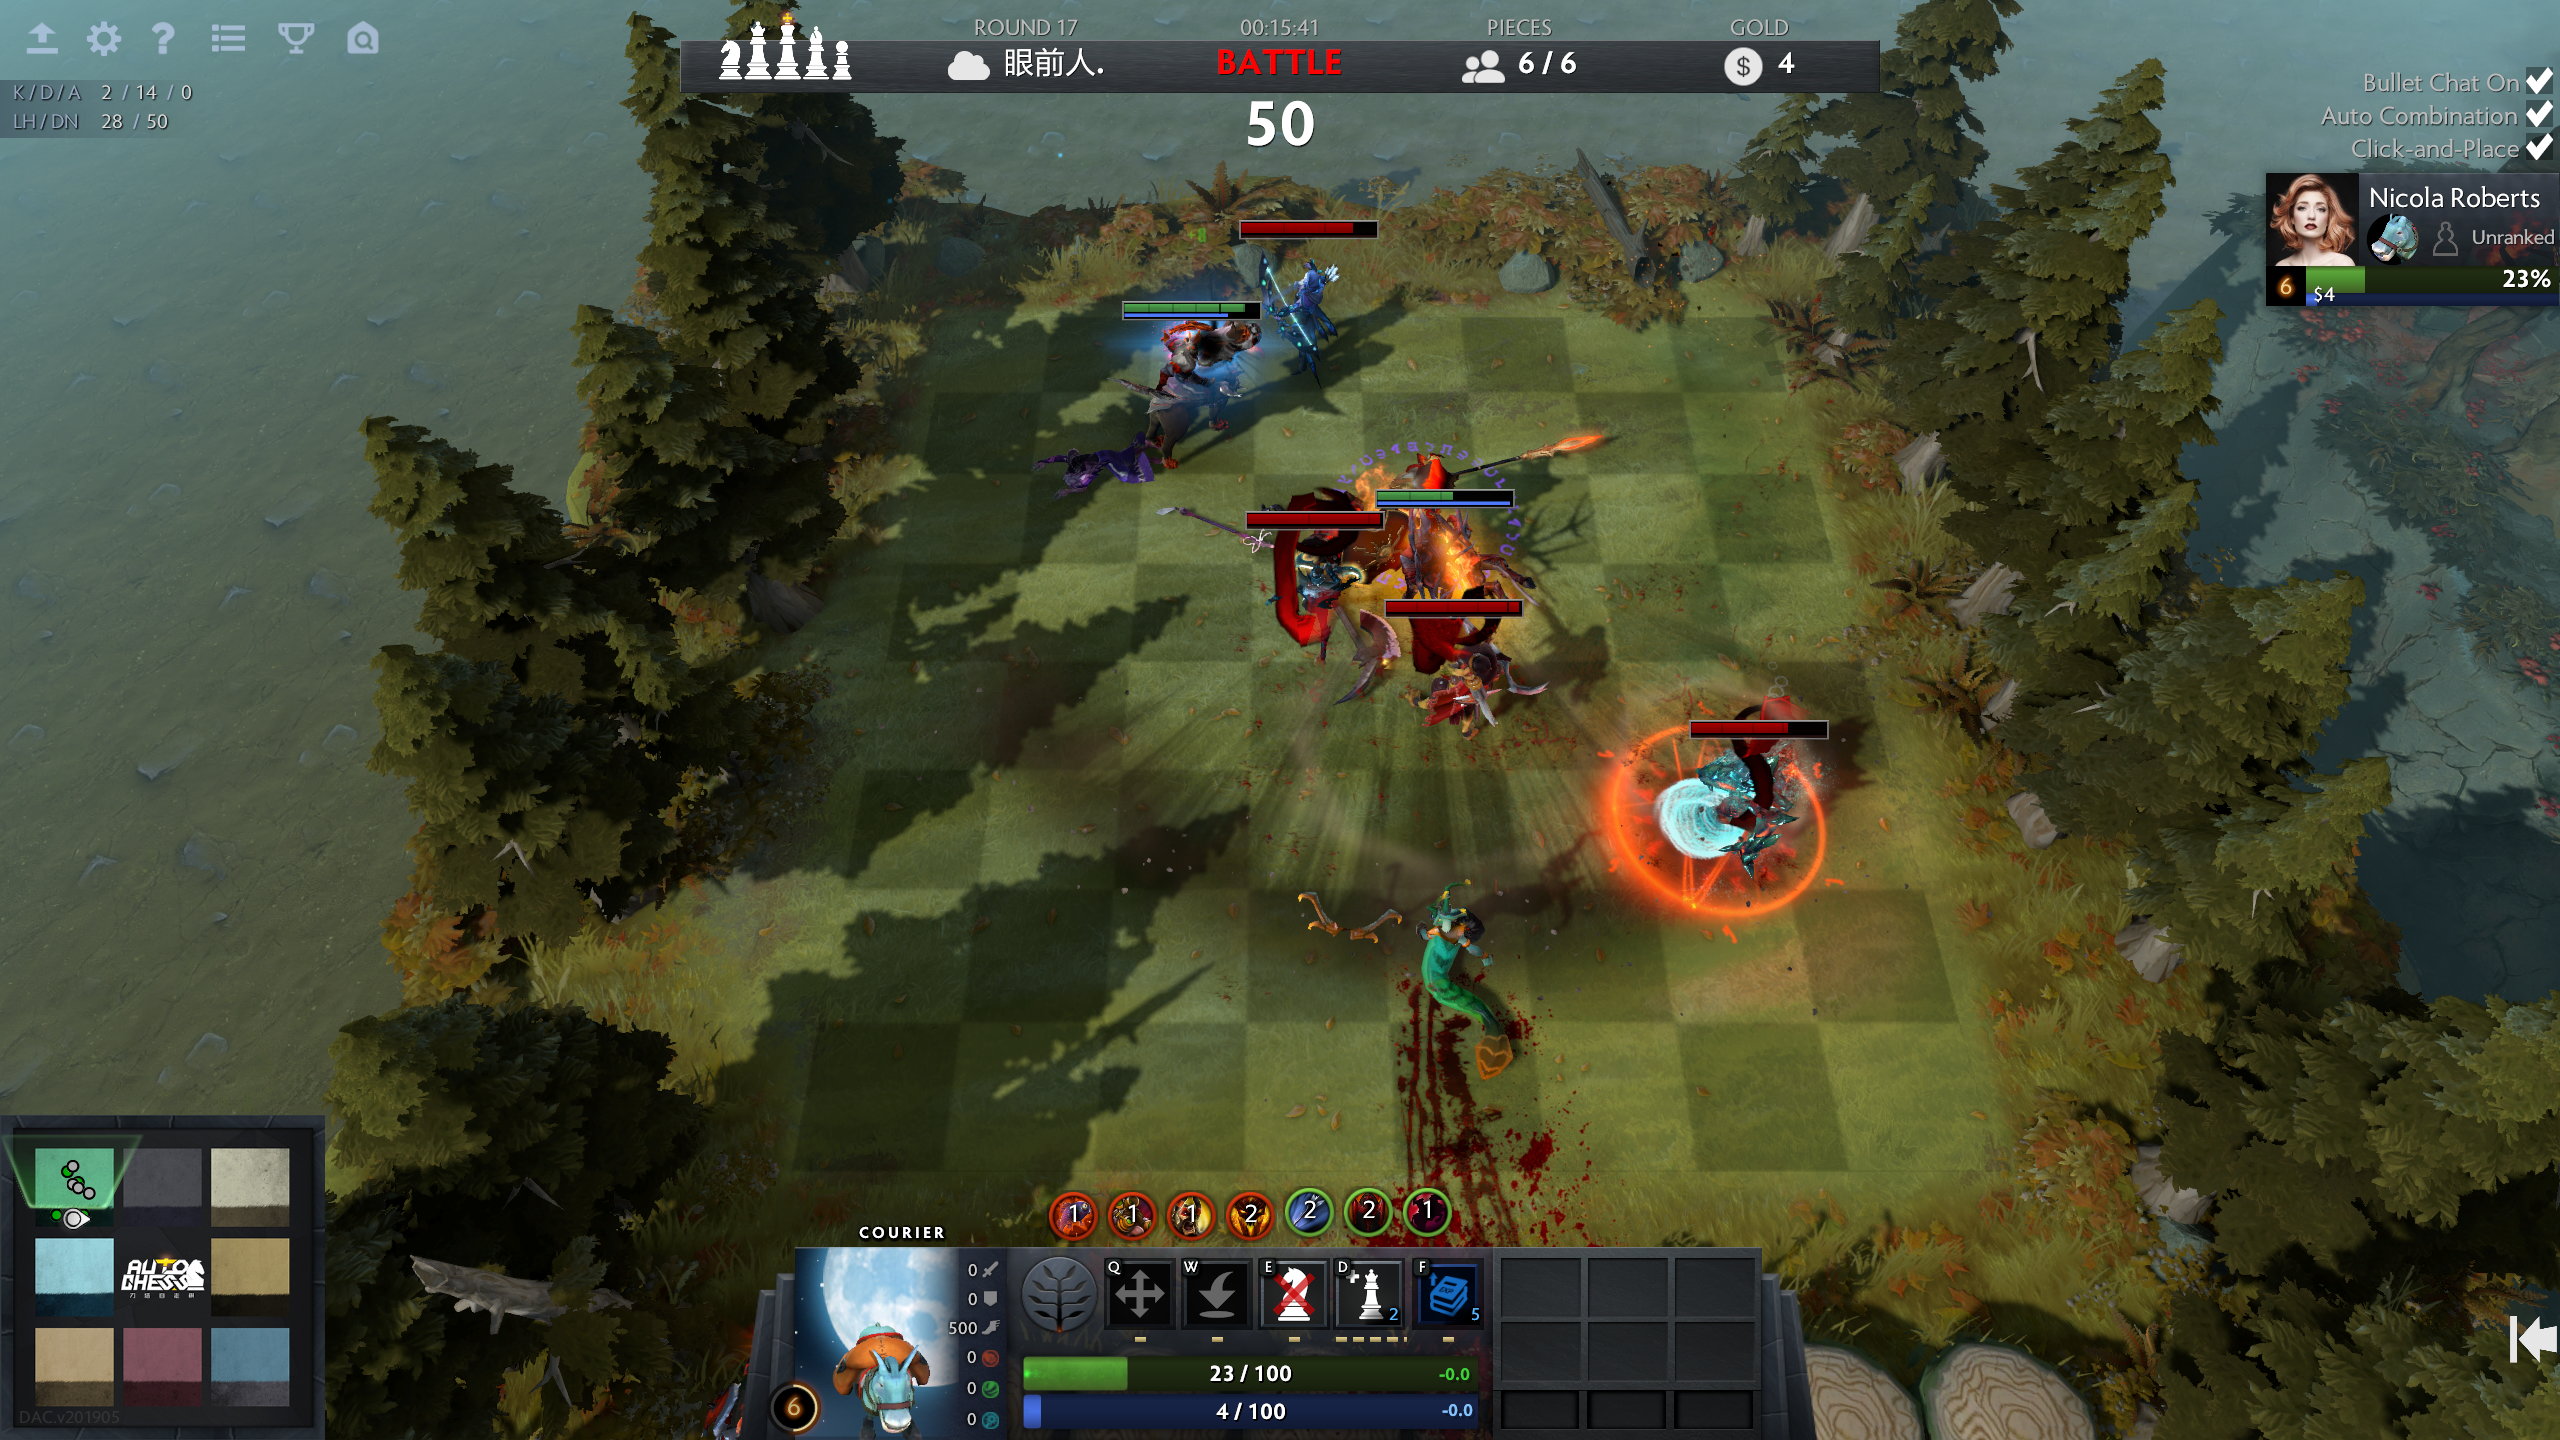 ROUND 17
00:15:41
PIECES
GOLD
眼前人.
BATTLE
6 / 6
$ 4
50
K / D / A 2 / 14 / 0
LH / DN 28 / 50
Bullet Chat On
Auto Combination
Click-and-Place
Nicola Roberts
Unranked
6
$4
23%
+8
1
1
1
2
2
2
1
COURIER
0
0
500
0
0
0
6
Q
W
E
D
2
F
5
23 / 100
-0.0
4 / 100
-0.0
AUTO
CHESS
DAC.v201905